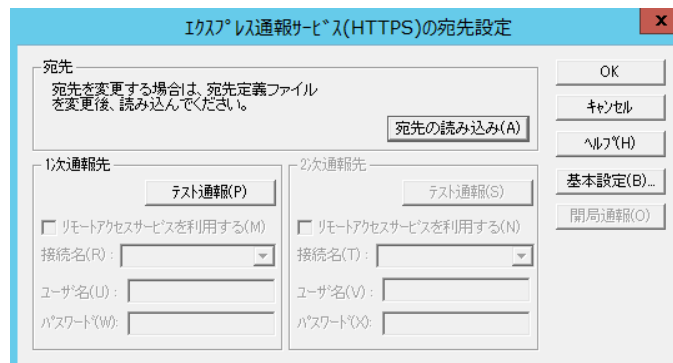 ｴｸｽﾌﾟﾚｽ通報ｻｰﾋﾞｽ(HTTPS)の宛先設定
x
宛先
宛先を変更する場合は、宛先定義ファイル
を変更後、読み込んでください。
宛先の読み込み(A)
OK
ｷｬﾝｾﾙ
ﾍﾙﾌﾟ(H)
基本設定(B)...
開局通報(O)
1次通報先
テスト通報(P)
リモートアクセスサービスを利用する(M)
接続名(R) :
ユーザ名(U) :
パスワード(W):
2次通報先
テスト通報(S)
リモートアクセスサービスを利用する(N)
接続名(T) :
ユーザ名(V) :
パスワード(X):